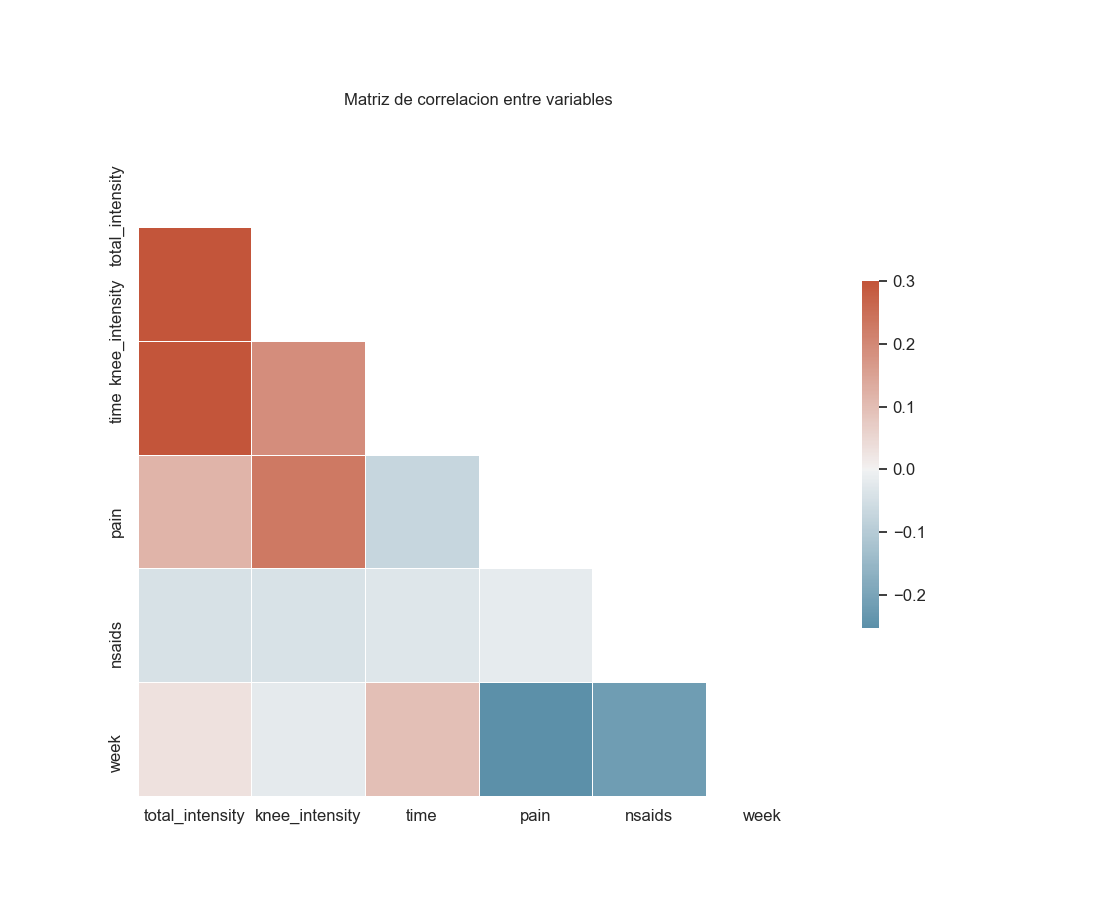 Matriz de correlacion entre variables
total_intensity
knee_intensity
time
pain
nsaids
week
total_intensity knee_intensity time pain nsaids week
0.3
0.2
0.1
0.0
−0.1
−0.2